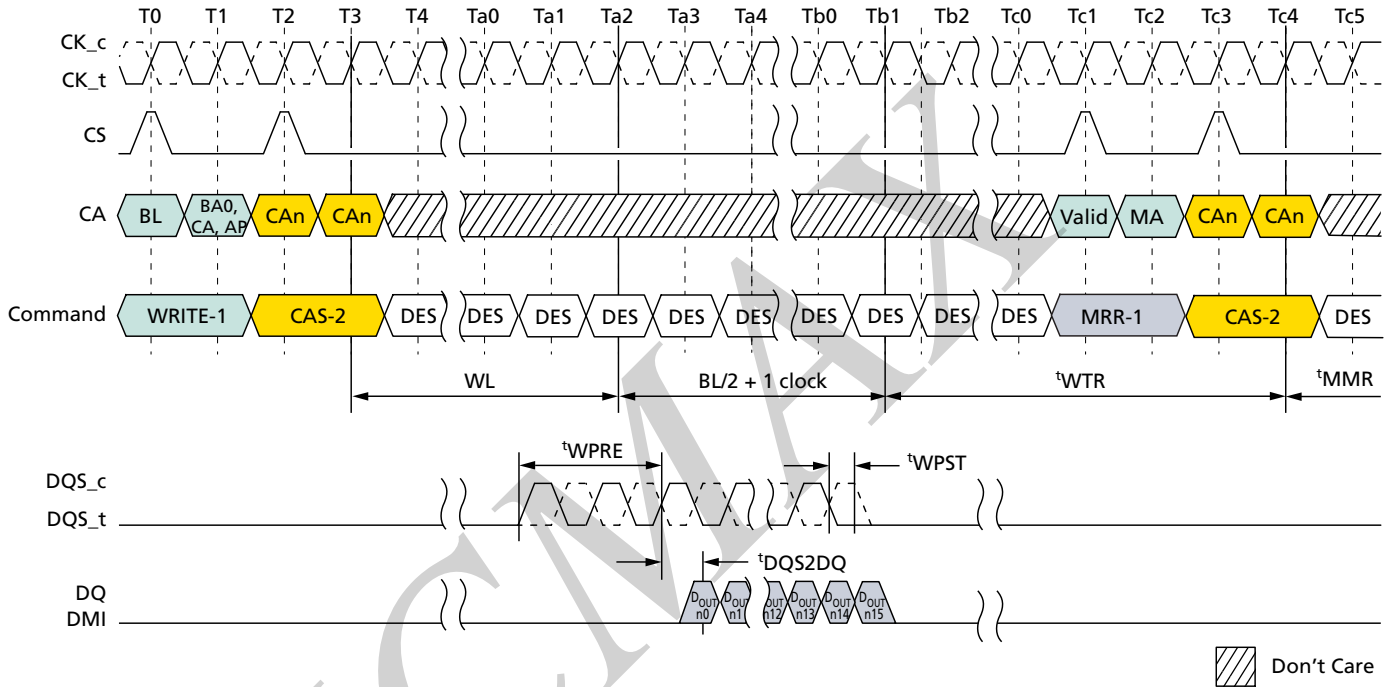 T0 T1 T2 T3 T4 Ta0 Ta1 Ta2 Ta3 Ta4 Tb0 Tb1 Tb2 Tc0 Tc1 Tc2 Tc3 Tc4 Tc5
CK_c
CK_t
CS
CA BL BA0, CA, AP CAn CAn Valid MA CAn CAn
Command WRITE-1 CAS-2 DES DES DES DES DES DES DES DES DES DES MRR-1 CAS-2 DES
WL BL/2 + 1 clock tWTR tMMR
tWPRE tWPST
DQS_c
DQS_t
tDQS2DQ
DQ
DMI
DOUT n0 DOUT n1 DOUT n12 DOUT n13 DOUT n14 DOUT n15
Don't Care